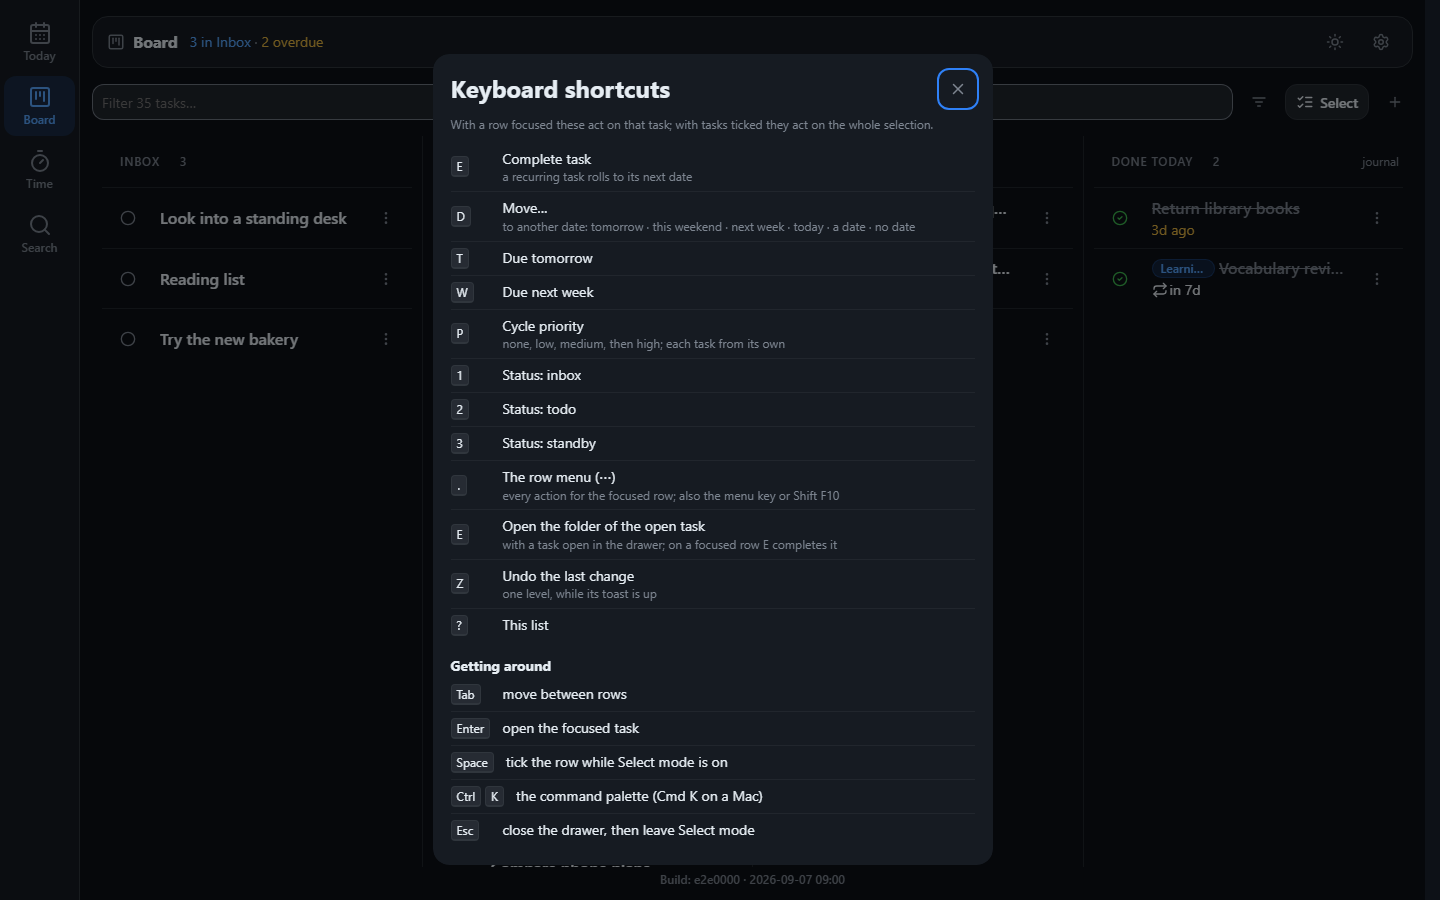 Today
Board
Time
Search
Board 3 in Inbox · 2 overdue
Filter 35 tasks...
Select
INBOX 3
Look into a standing desk
Reading list
Try the new bakery
Keyboard shortcuts
With a row focused these act on that task; with tasks ticked they act on the whole selection.
E Complete task
a recurring task rolls to its next date
D Move...
to another date: tomorrow · this weekend · next week · today · a date · no date
T Due tomorrow
W Due next week
P Cycle priority
none, low, medium, then high; each task from its own
1 Status: inbox
2 Status: todo
3 Status: standby
. The row menu (···)
every action for the focused row; also the menu key or Shift F10
E Open the folder of the open task
with a task open in the drawer; on a focused row E completes it
Z Undo the last change
one level, while its toast is up
? This list
Getting around
Tab move between rows
Enter open the focused task
Space tick the row while Select mode is on
Ctrl K the command palette (Cmd K on a Mac)
Esc close the drawer, then leave Select mode
DONE TODAY 2 journal
Return library books
3d ago
Learni... Vocabulary revi...
in 7d
Build: e2e0000 · 2026-09-07 09:00